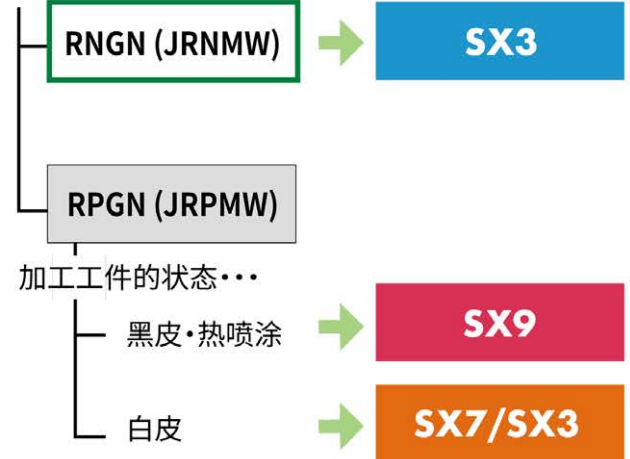 RNGN (JRNMW) SX3
RPGN (JRPMW)
加工工件的状态･･･
黑皮･热喷涂 SX9
白皮 SX7/SX3